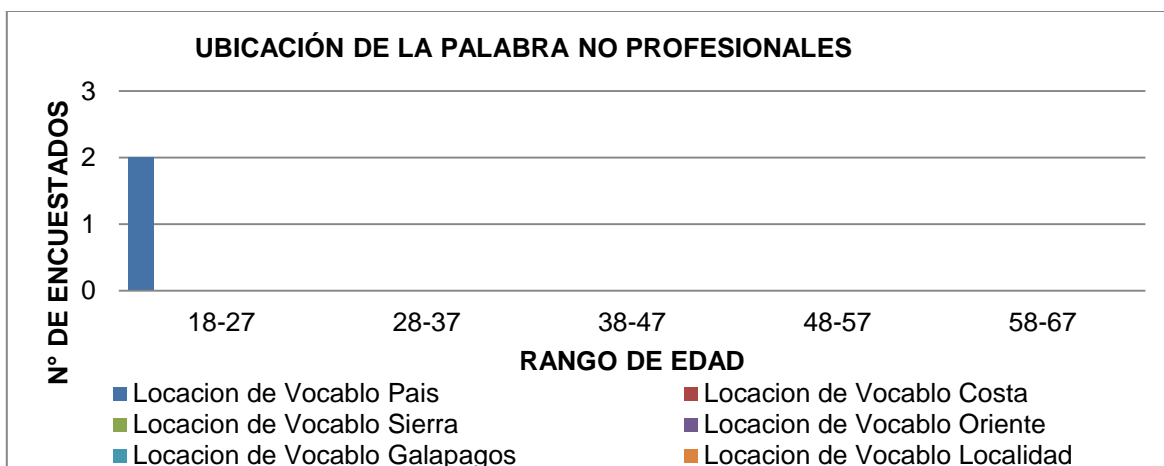 UBICACIÓN DE LA PALABRA NO PROFESIONALES
N° DE ENCUESTADOS
3
2
1
0
18-27 28-37 38-47 48-57 58-67
RANGO DE EDAD
Locacion de Vocablo Pais Locacion de Vocablo Costa
Locacion de Vocablo Sierra Locacion de Vocablo Oriente
Locacion de Vocablo Galapagos Locacion de Vocablo Localidad